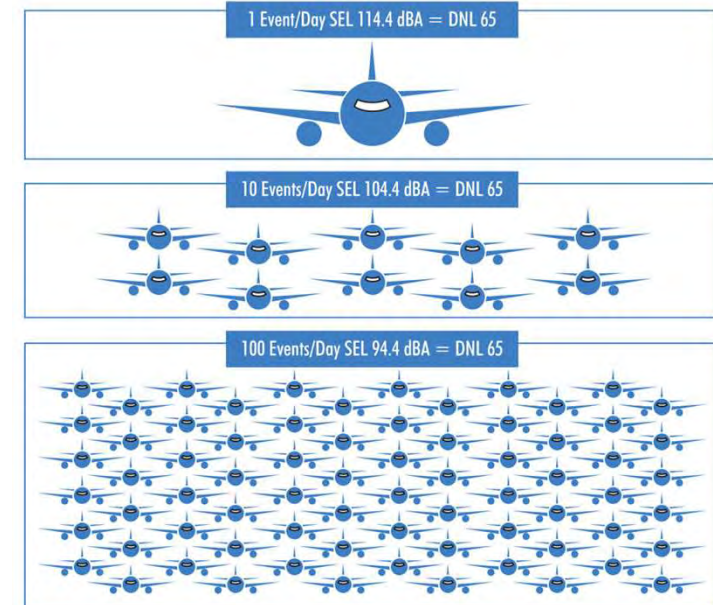 1 Event/Day SEL 114.4 dBA = DNL 65
10 Events/Day SEL 104.4 dBA = DNL 65
100 Events/Day SEL 94.4 dBA = DNL 65